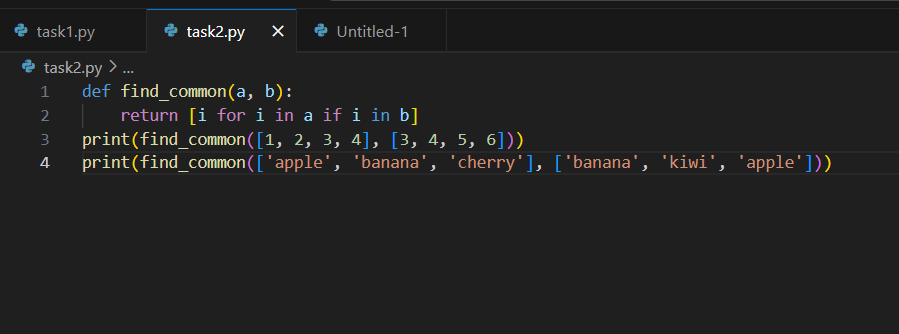 task1.py task2.py × Untitled-1
task2.py > ...
1 def find_common(a, b):
2     return [i for i in a if i in b]
3 print(find_common([1, 2, 3, 4], [3, 4, 5, 6]))
4 print(find_common(['apple', 'banana', 'cherry'], ['banana', 'kiwi', 'apple']))